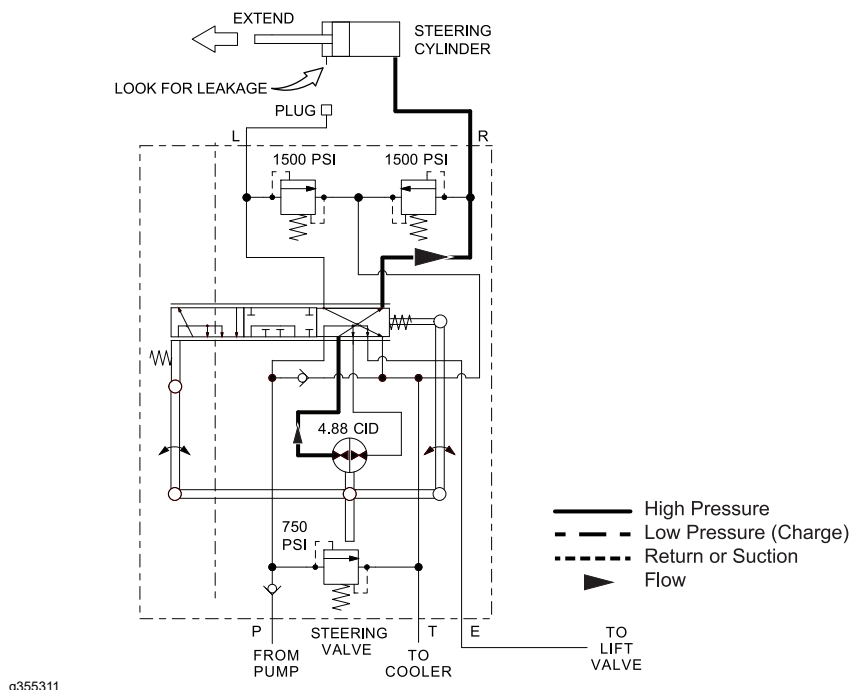 EXTEND
STEERING
CYLINDER
LOOK FOR LEAKAGE
PLUG
L
R
1500 PSI
1500 PSI
4.88 CID
750
PSI
High Pressure
Low Pressure (Charge)
Return or Suction
Flow
P
STEERING
VALVE
T
E
FROM
PUMP
TO
COOLER
TO
LIFT
VALVE
g355311